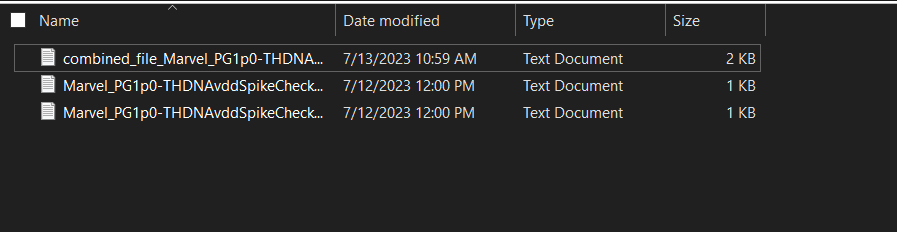 Name Date modified Type Size
combined_file_Marvel_PG1p0-THDNA... 7/13/2023 10:59 AM Text Document 2 KB
Marvel_PG1p0-THDNAvddSpikeCheck... 7/12/2023 12:00 PM Text Document 1 KB
Marvel_PG1p0-THDNAvddSpikeCheck... 7/12/2023 12:00 PM Text Document 1 KB